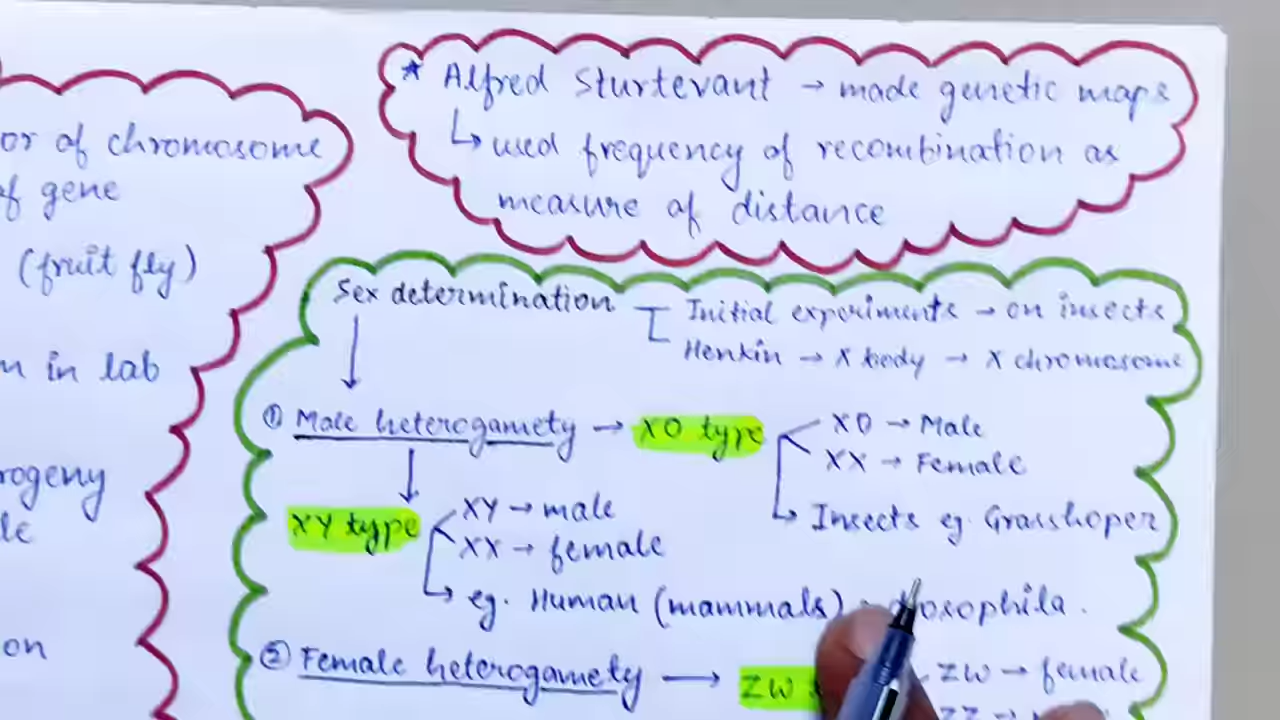 ★ Alfred Sturtevant → made genetic maps
↳ used frequency of recombination as
measure of distance
or of chromosome
of gene
(fruit fly)
in lab
rogeny
on
Sex determination
Initial experiments → on insects
Henkin → X body → X chromosome
① Male heterogamety → XO type
XO → Male
XX → Female
↳ Insects eg. Grasshoper
XY type
XY → male
XX → female
↳ eg. Human (mammals)
② Female heterogamety → ZW
ZW → female
ZZ →